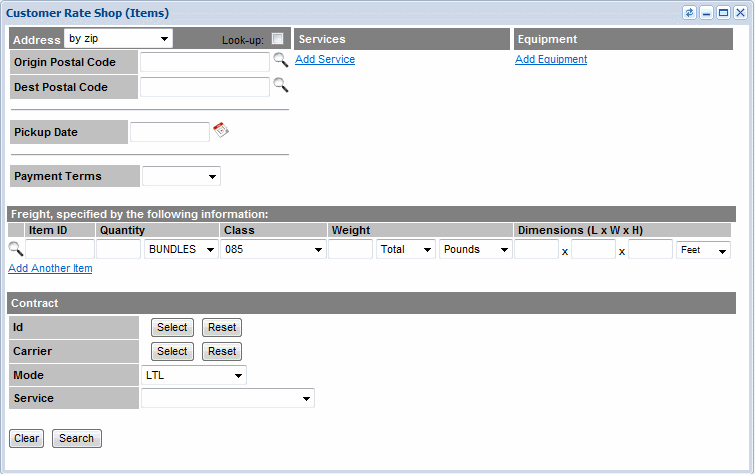 Customer Rate Shop (Items)
Address by zip Look-up: Services Equipment
Origin Postal Code Add Service Add Equipment
Dest Postal Code
Pickup Date
Payment Terms
Freight, specified by the following information:
Item ID Quantity Class Weight Dimensions (L x W x H)
BUNDLES 085 Total Pounds x x Feet
Add Another Item
Contract
Id Select Reset
Carrier Select Reset
Mode LTL
Service
Clear Search